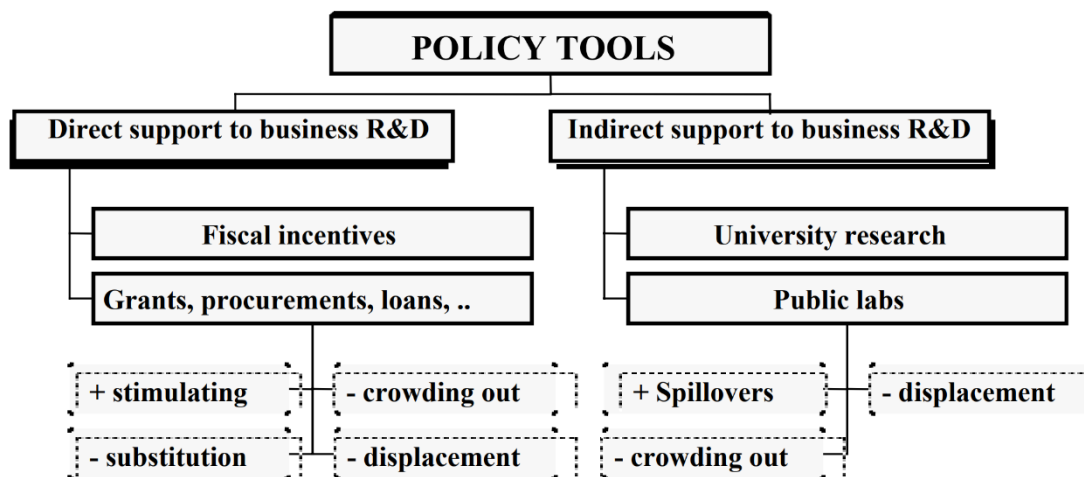 POLICY TOOLS
Direct support to business R&D
Indirect support to business R&D
Fiscal incentives
University research
Grants, procurements, loans, ..
Public labs
+ stimulating
- crowding out
+ Spillovers
- displacement
- substitution
- displacement
- crowding out